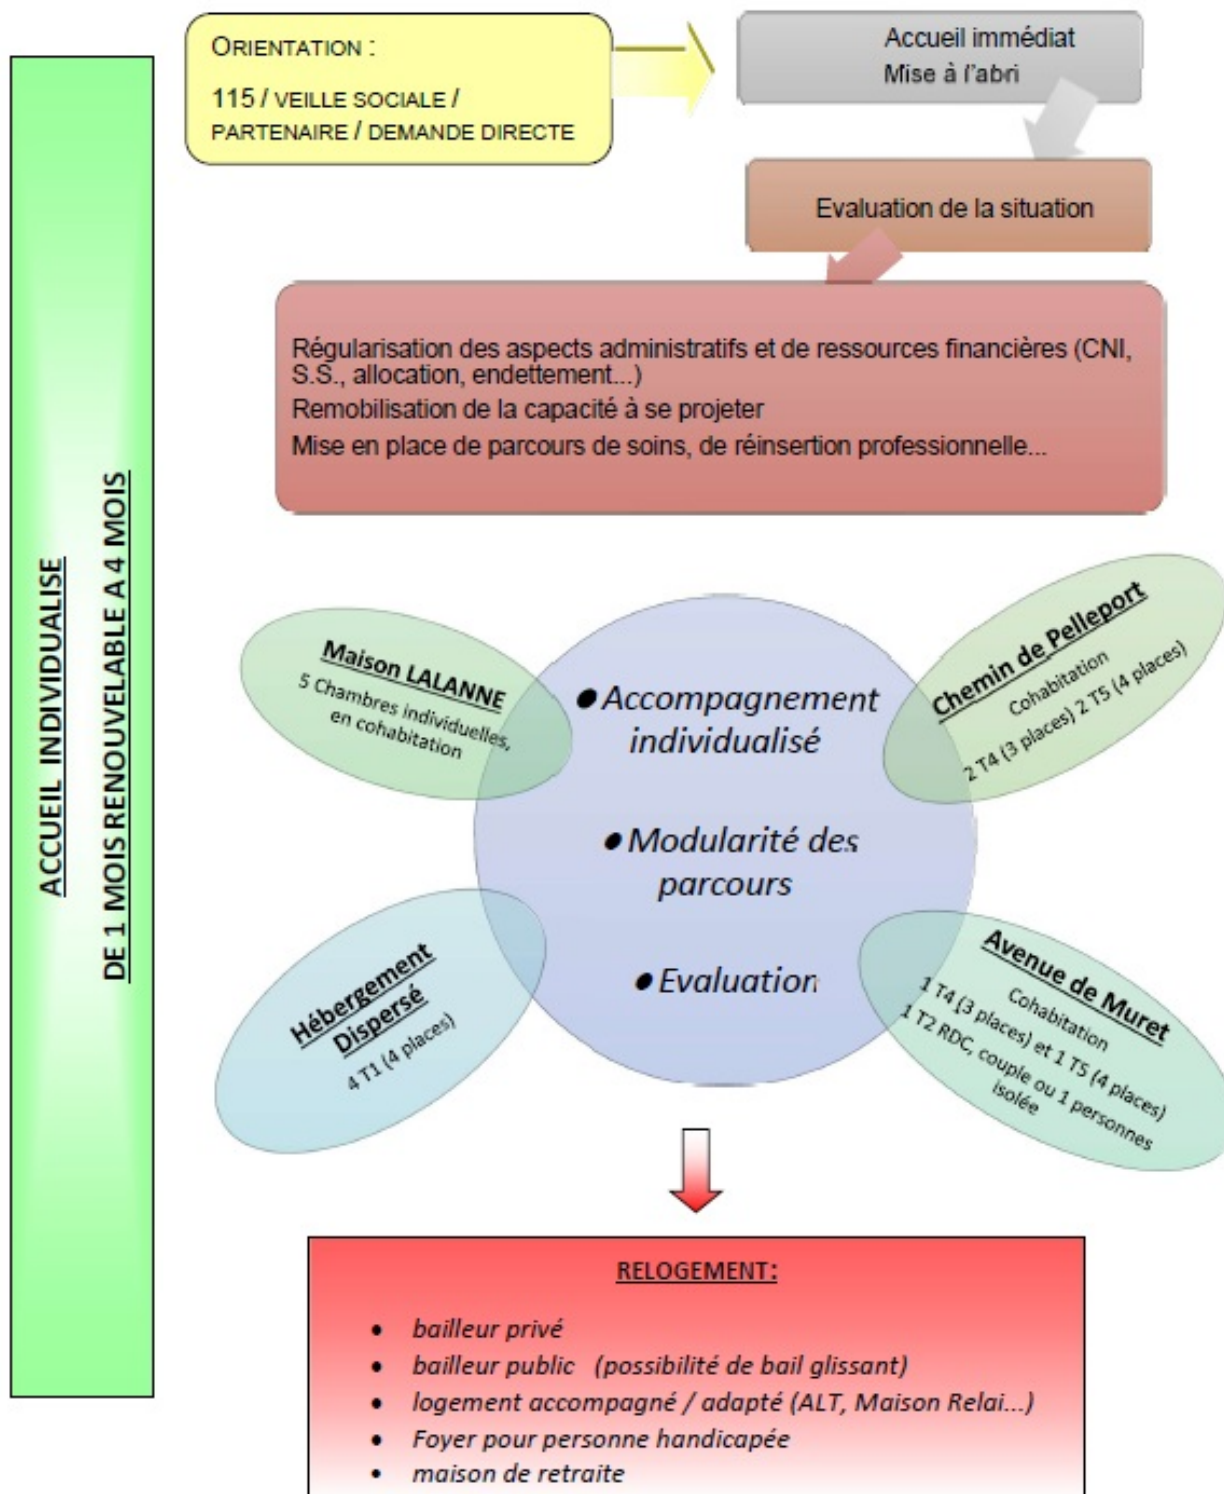 ACCUEIL INDIVIDUALISE
DE 1 MOIS RENOUVELABLE A 4 MOIS
ORIENTATION :
115 / VEILLE SOCIALE /
PARTENAIRE / DEMANDE DIRECTE
Accueil immédiat
Mise à l'abri
Evaluation de la situation
Régularisation des aspects administratifs et de ressources financières (CNI,
S.S., allocation, endettement...)
Remobilisation de la capacité à se projeter
Mise en place de parcours de soins, de réinsertion professionnelle...
Maison LALANNE
5 Chambres individuelles,
en cohabitation
Chemin de Pelleport
Cohabitation
2 T4 (3 places) 2 T5 (4 places)
● Accompagnement
individualisé
● Modularité des
parcours
● Evaluation
Hébergement
Dispersé
4 T1 (4 places)
Avenue de Muret
Cohabitation
1 T4 (3 places) et 1 T5 (4 places)
1 T2 RDC, couple ou 1 personnes
isolée
RELOGEMENT:
• bailleur privé
• bailleur public (possibilité de bail glissant)
• logement accompagné / adapté (ALT, Maison Relai...)
• Foyer pour personne handicapée
• maison de retraite